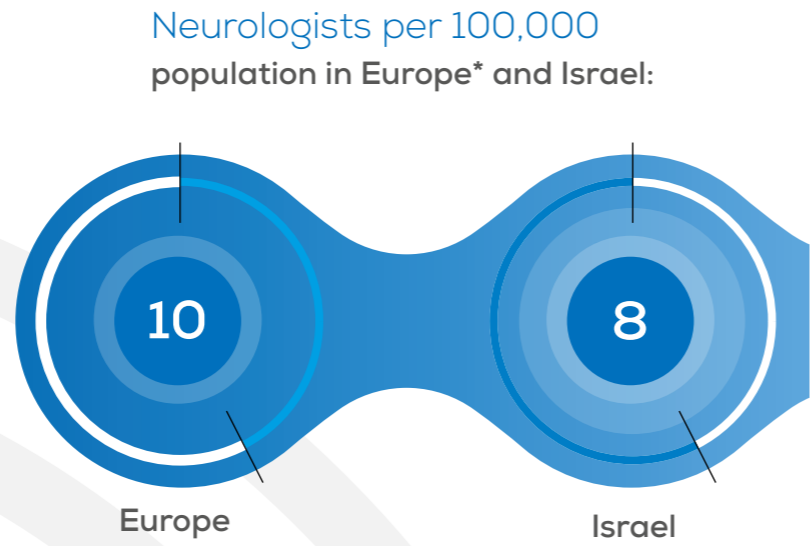 Neurologists per 100,000
population in Europe* and Israel:
10
8
Europe
Israel